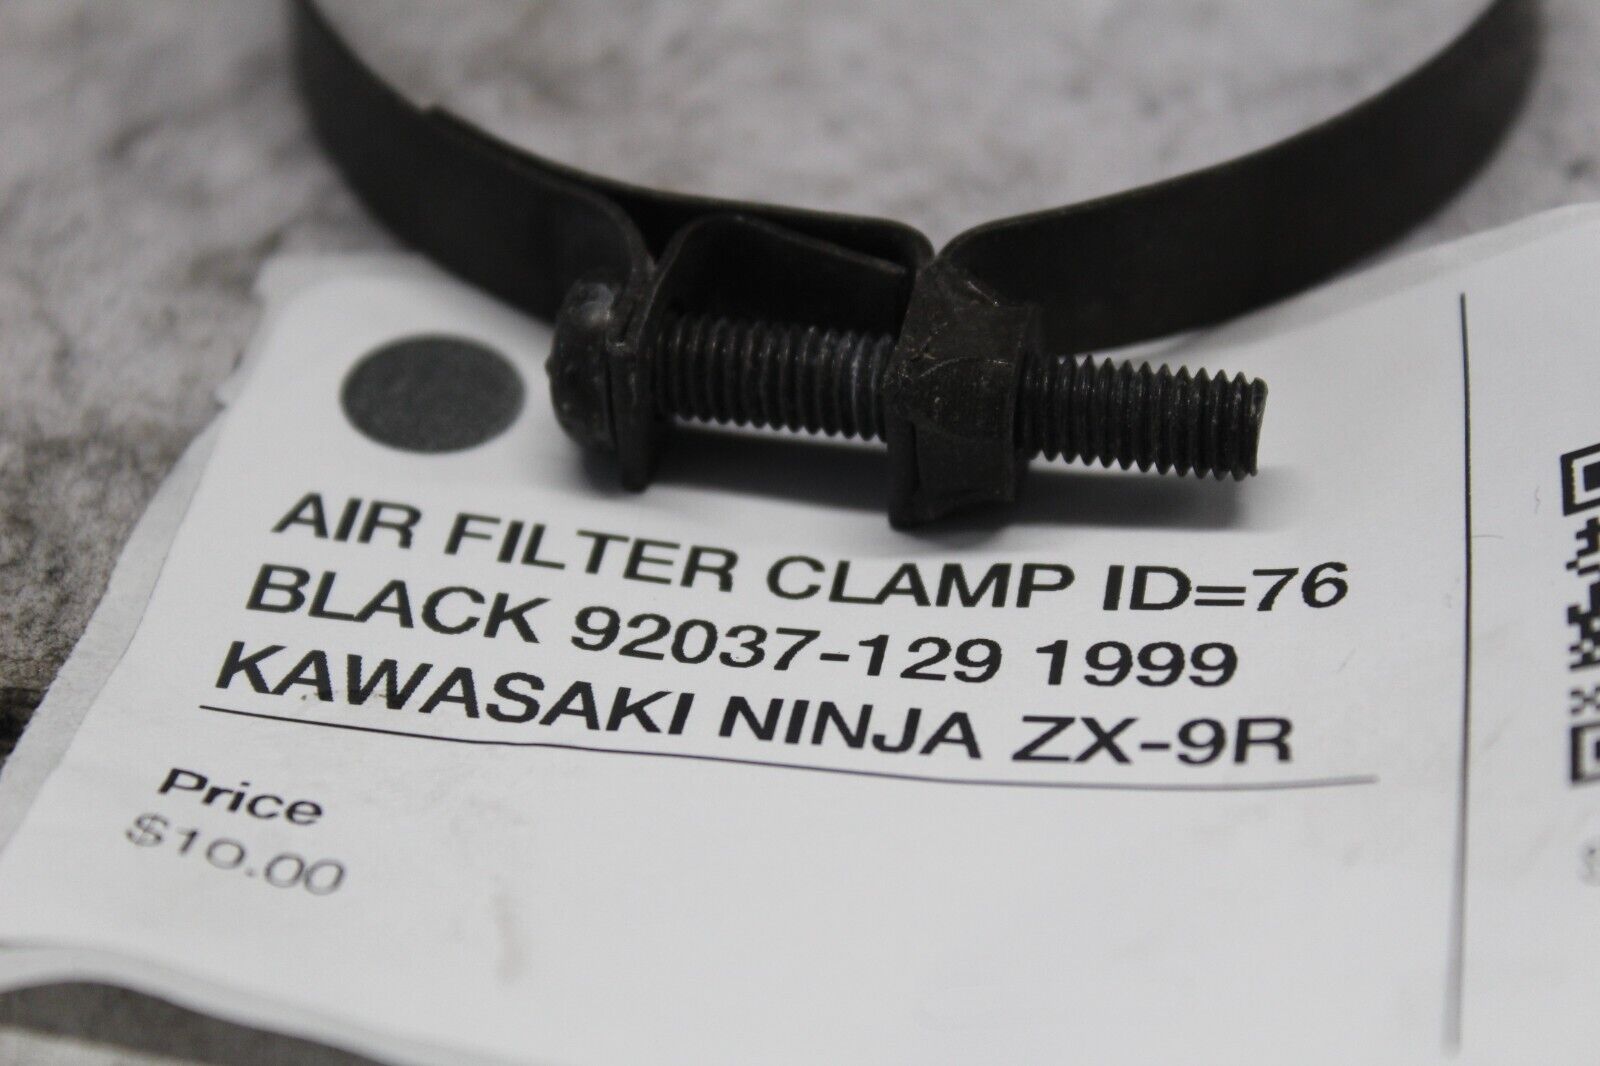 AIR FILTER CLAMP ID=76
BLACK 92037-129 1999
KAWASAKI NINJA ZX-9R
Price
$10.00